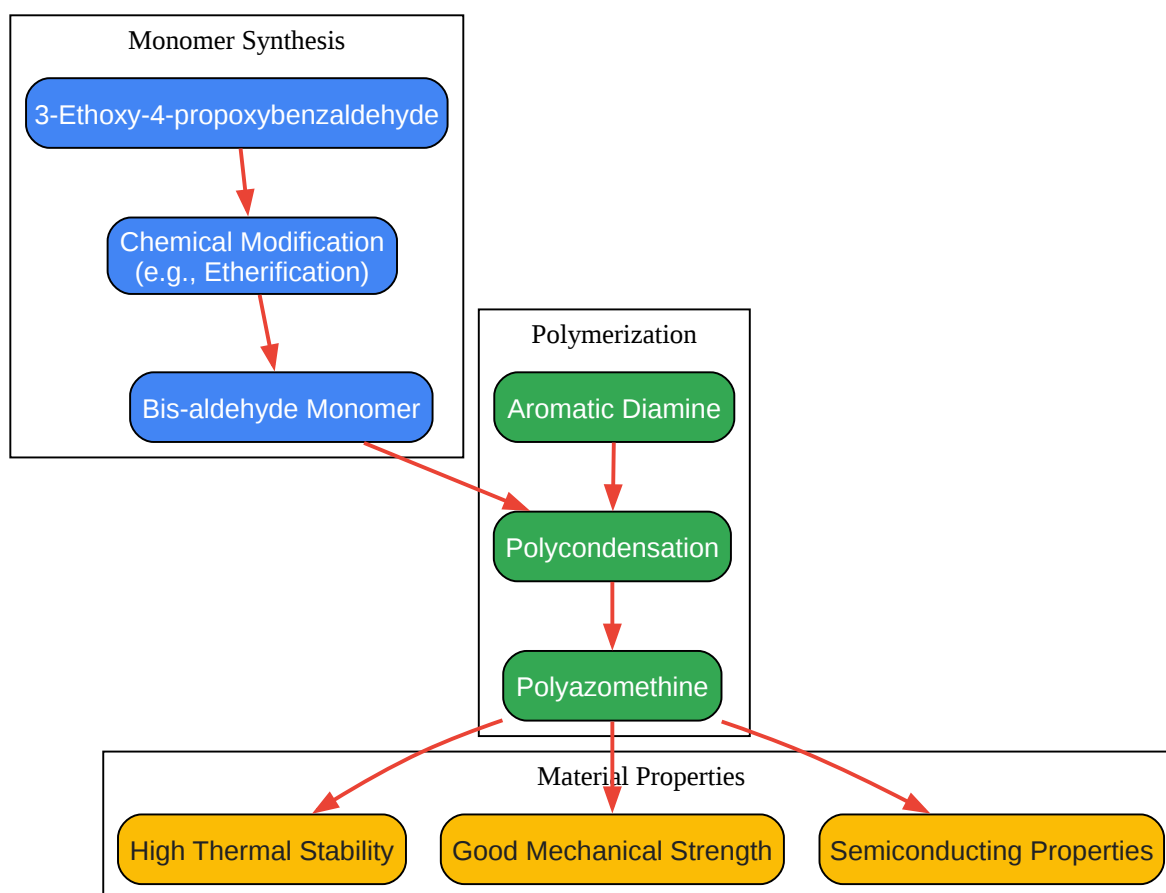 Monomer Synthesis
3-Ethoxy-4-propoxybenzaldehyde
Chemical Modification
(e.g., Etherification)
Bis-aldehyde Monomer
Polymerization
Aromatic Diamine
Polycondensation
Polyazomethine
Material Properties
High Thermal Stability
Good Mechanical Strength
Semiconducting Properties